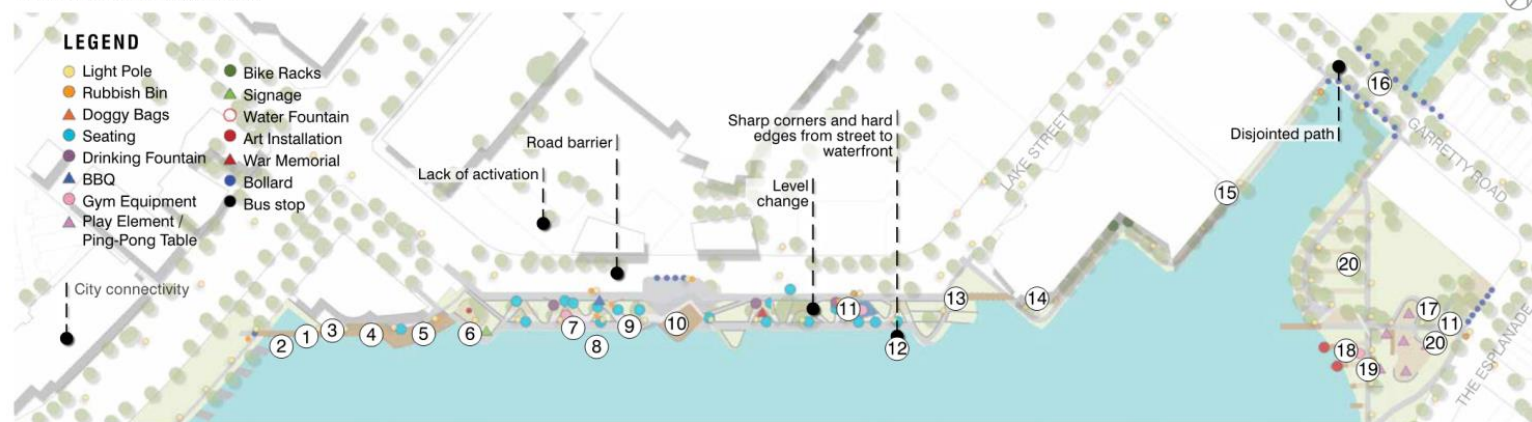 LEGEND
Light Pole
Rubbish Bin
Doggy Bags
Seating
Drinking Fountain
BBQ
Gym Equipment
Play Element /
Ping-Pong Table
Bike Racks
Signage
Water Fountain
Art Installation
War Memorial
Bollard
Bus stop
City connectivity
Lack of activation
Road barrier
Level
change
Sharp corners and hard
edges from street to
waterfront
Disjointed path
LAKE STREET
GARRETTY ROAD
THE ESPLANADE
2
1
3
4
5
6
7
8
9
10
11
12
13
14
15
16
20
17
11
20
18
19